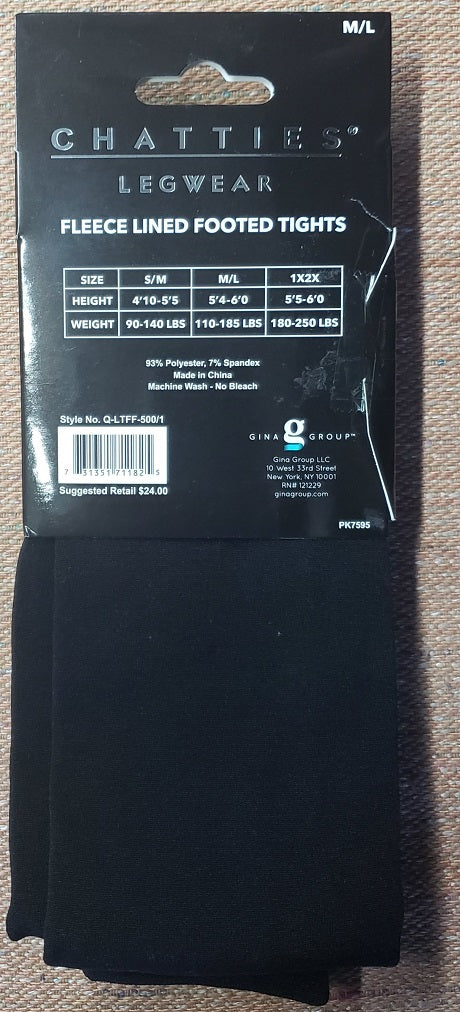 M/L
CHATTIES®
LEGWEAR
FLEECE LINED FOOTED TIGHTS
SIZE S/M M/L 1X2X
HEIGHT 4'10-5'5 5'4-6'0 5'5-6'0
WEIGHT 90-140 LBS 110-185 LBS 180-250 LBS
93% Polyester, 7% Spandex
Made in China
Machine Wash - No Bleach
Style No. Q-LTFF-500/1
7 31351 71182 5
Suggested Retail $24.00
GINA g GROUP™
Gina Group LLC
10 West 33rd Street
New York, NY 10001
RN# 121229
ginagroup.com
PK7595